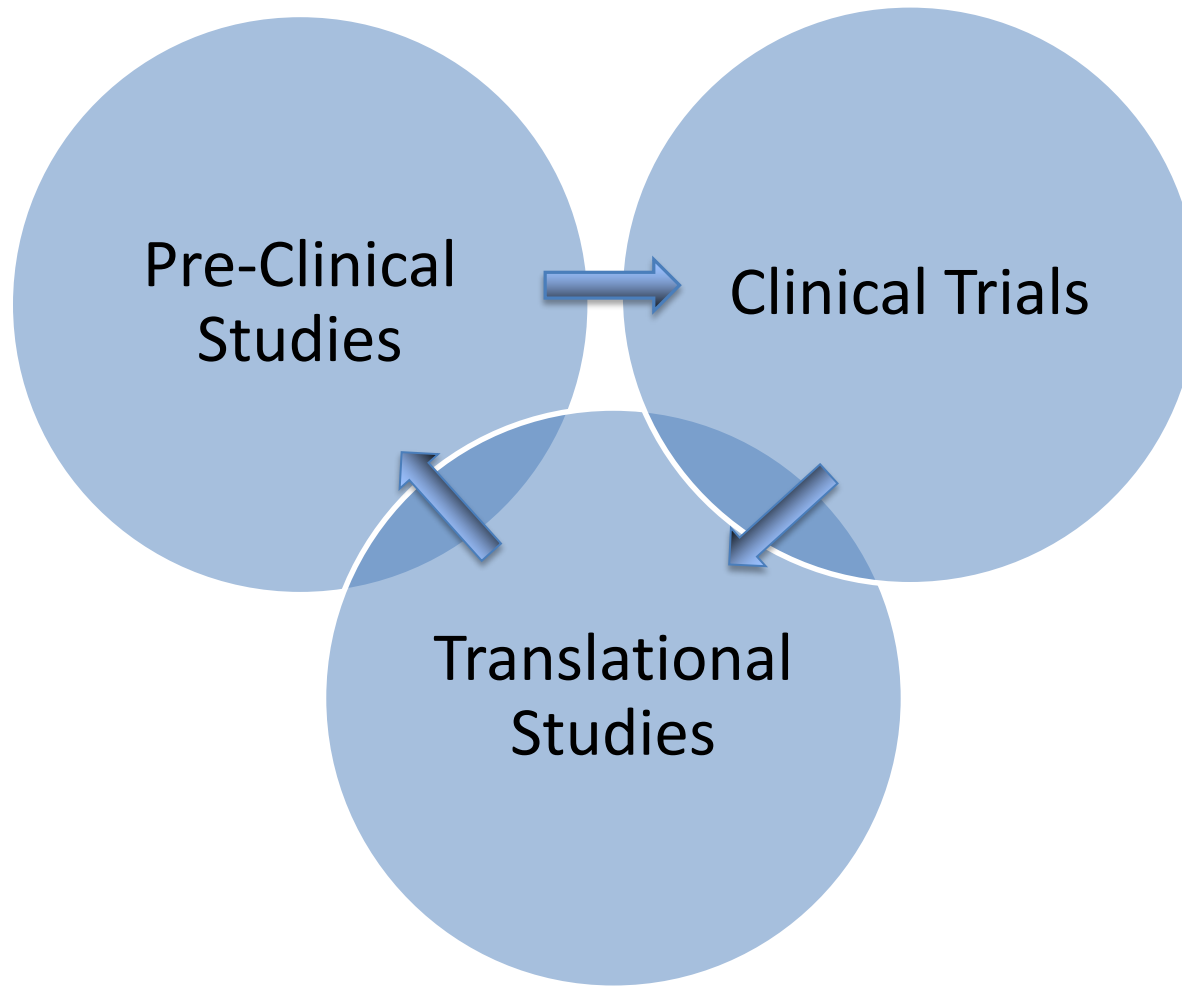 Pre-Clinical
Studies
Clinical Trials
Translational
Studies